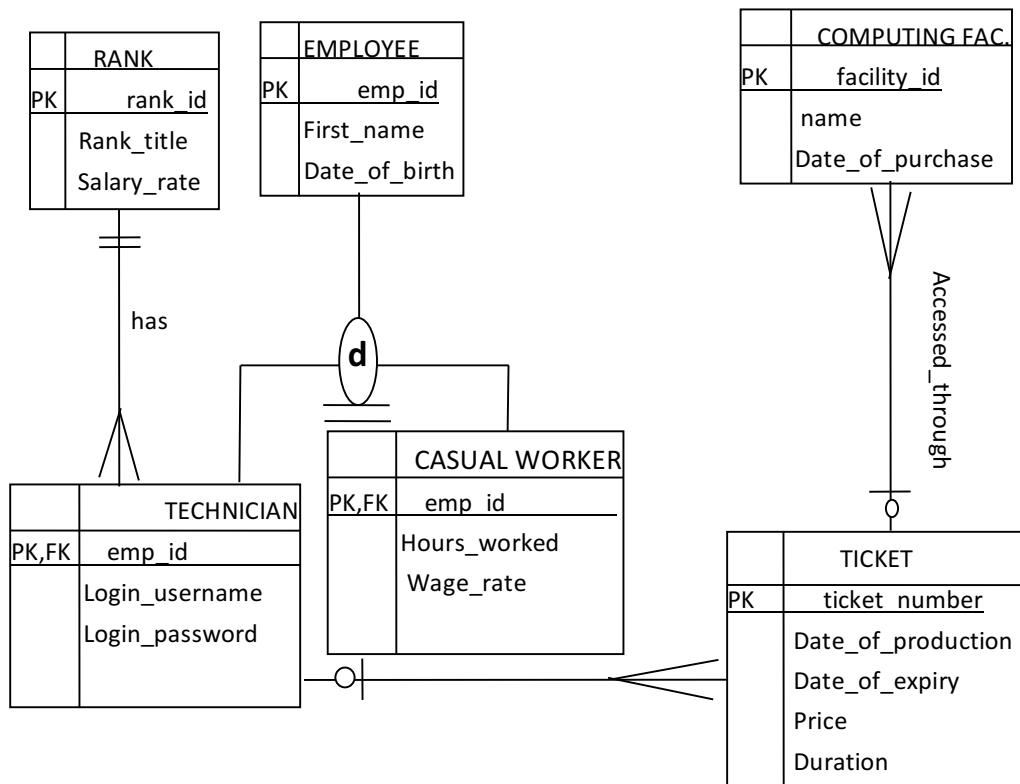 RANK
PK rank_id
Rank_title
Salary_rate
EMPLOYEE
PK emp_id
First_name
Date_of_birth
COMPUTING FAC.
PK facility_id
name
Date_of_purchase
has
d
Accessed_through
TECHNICIAN
PK,FK emp_id
Login_username
Login_password
CASUAL WORKER
PK,FK emp_id
Hours_worked
Wage_rate
TICKET
PK ticket_number
Date_of_production
Date_of_expiry
Price
Duration